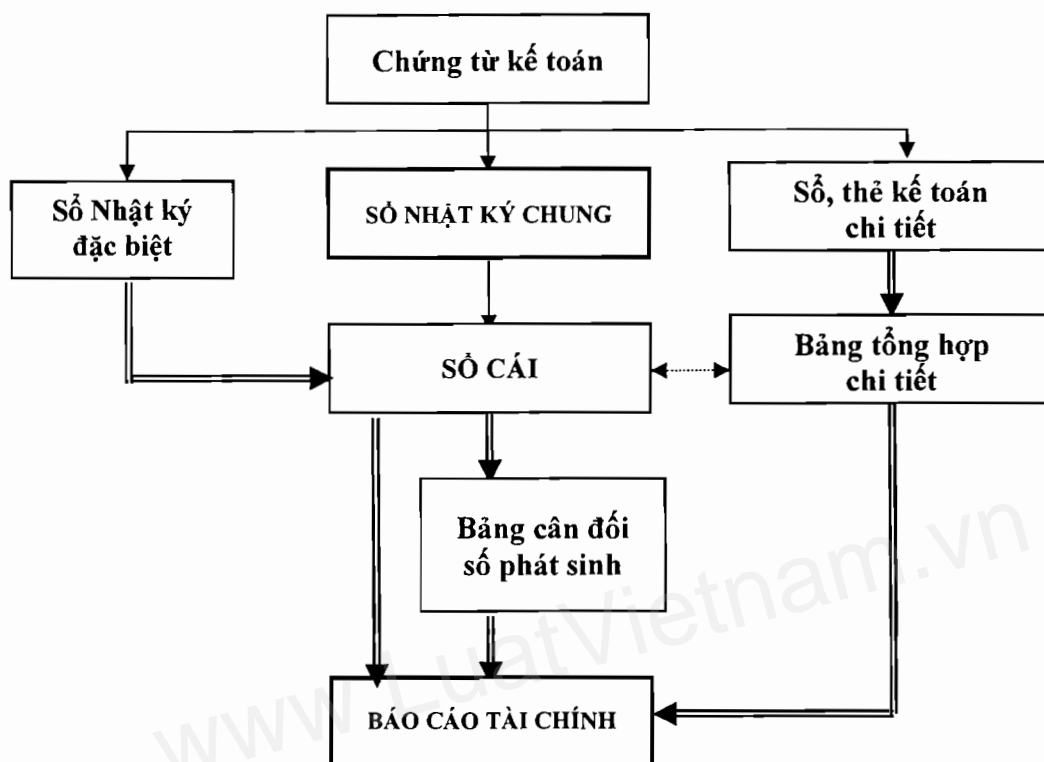 Chứng từ kế toán
Sổ Nhật ký
đặc biệt
SỔ NHẬT KÝ CHUNG
Sổ, thẻ kế toán
chi tiết
SỔ CÁI
Bảng tổng hợp
chi tiết
Bảng cân đối
số phát sinh
BÁO CÁO TÀI CHÍNH
www.LuatVietnam.vn